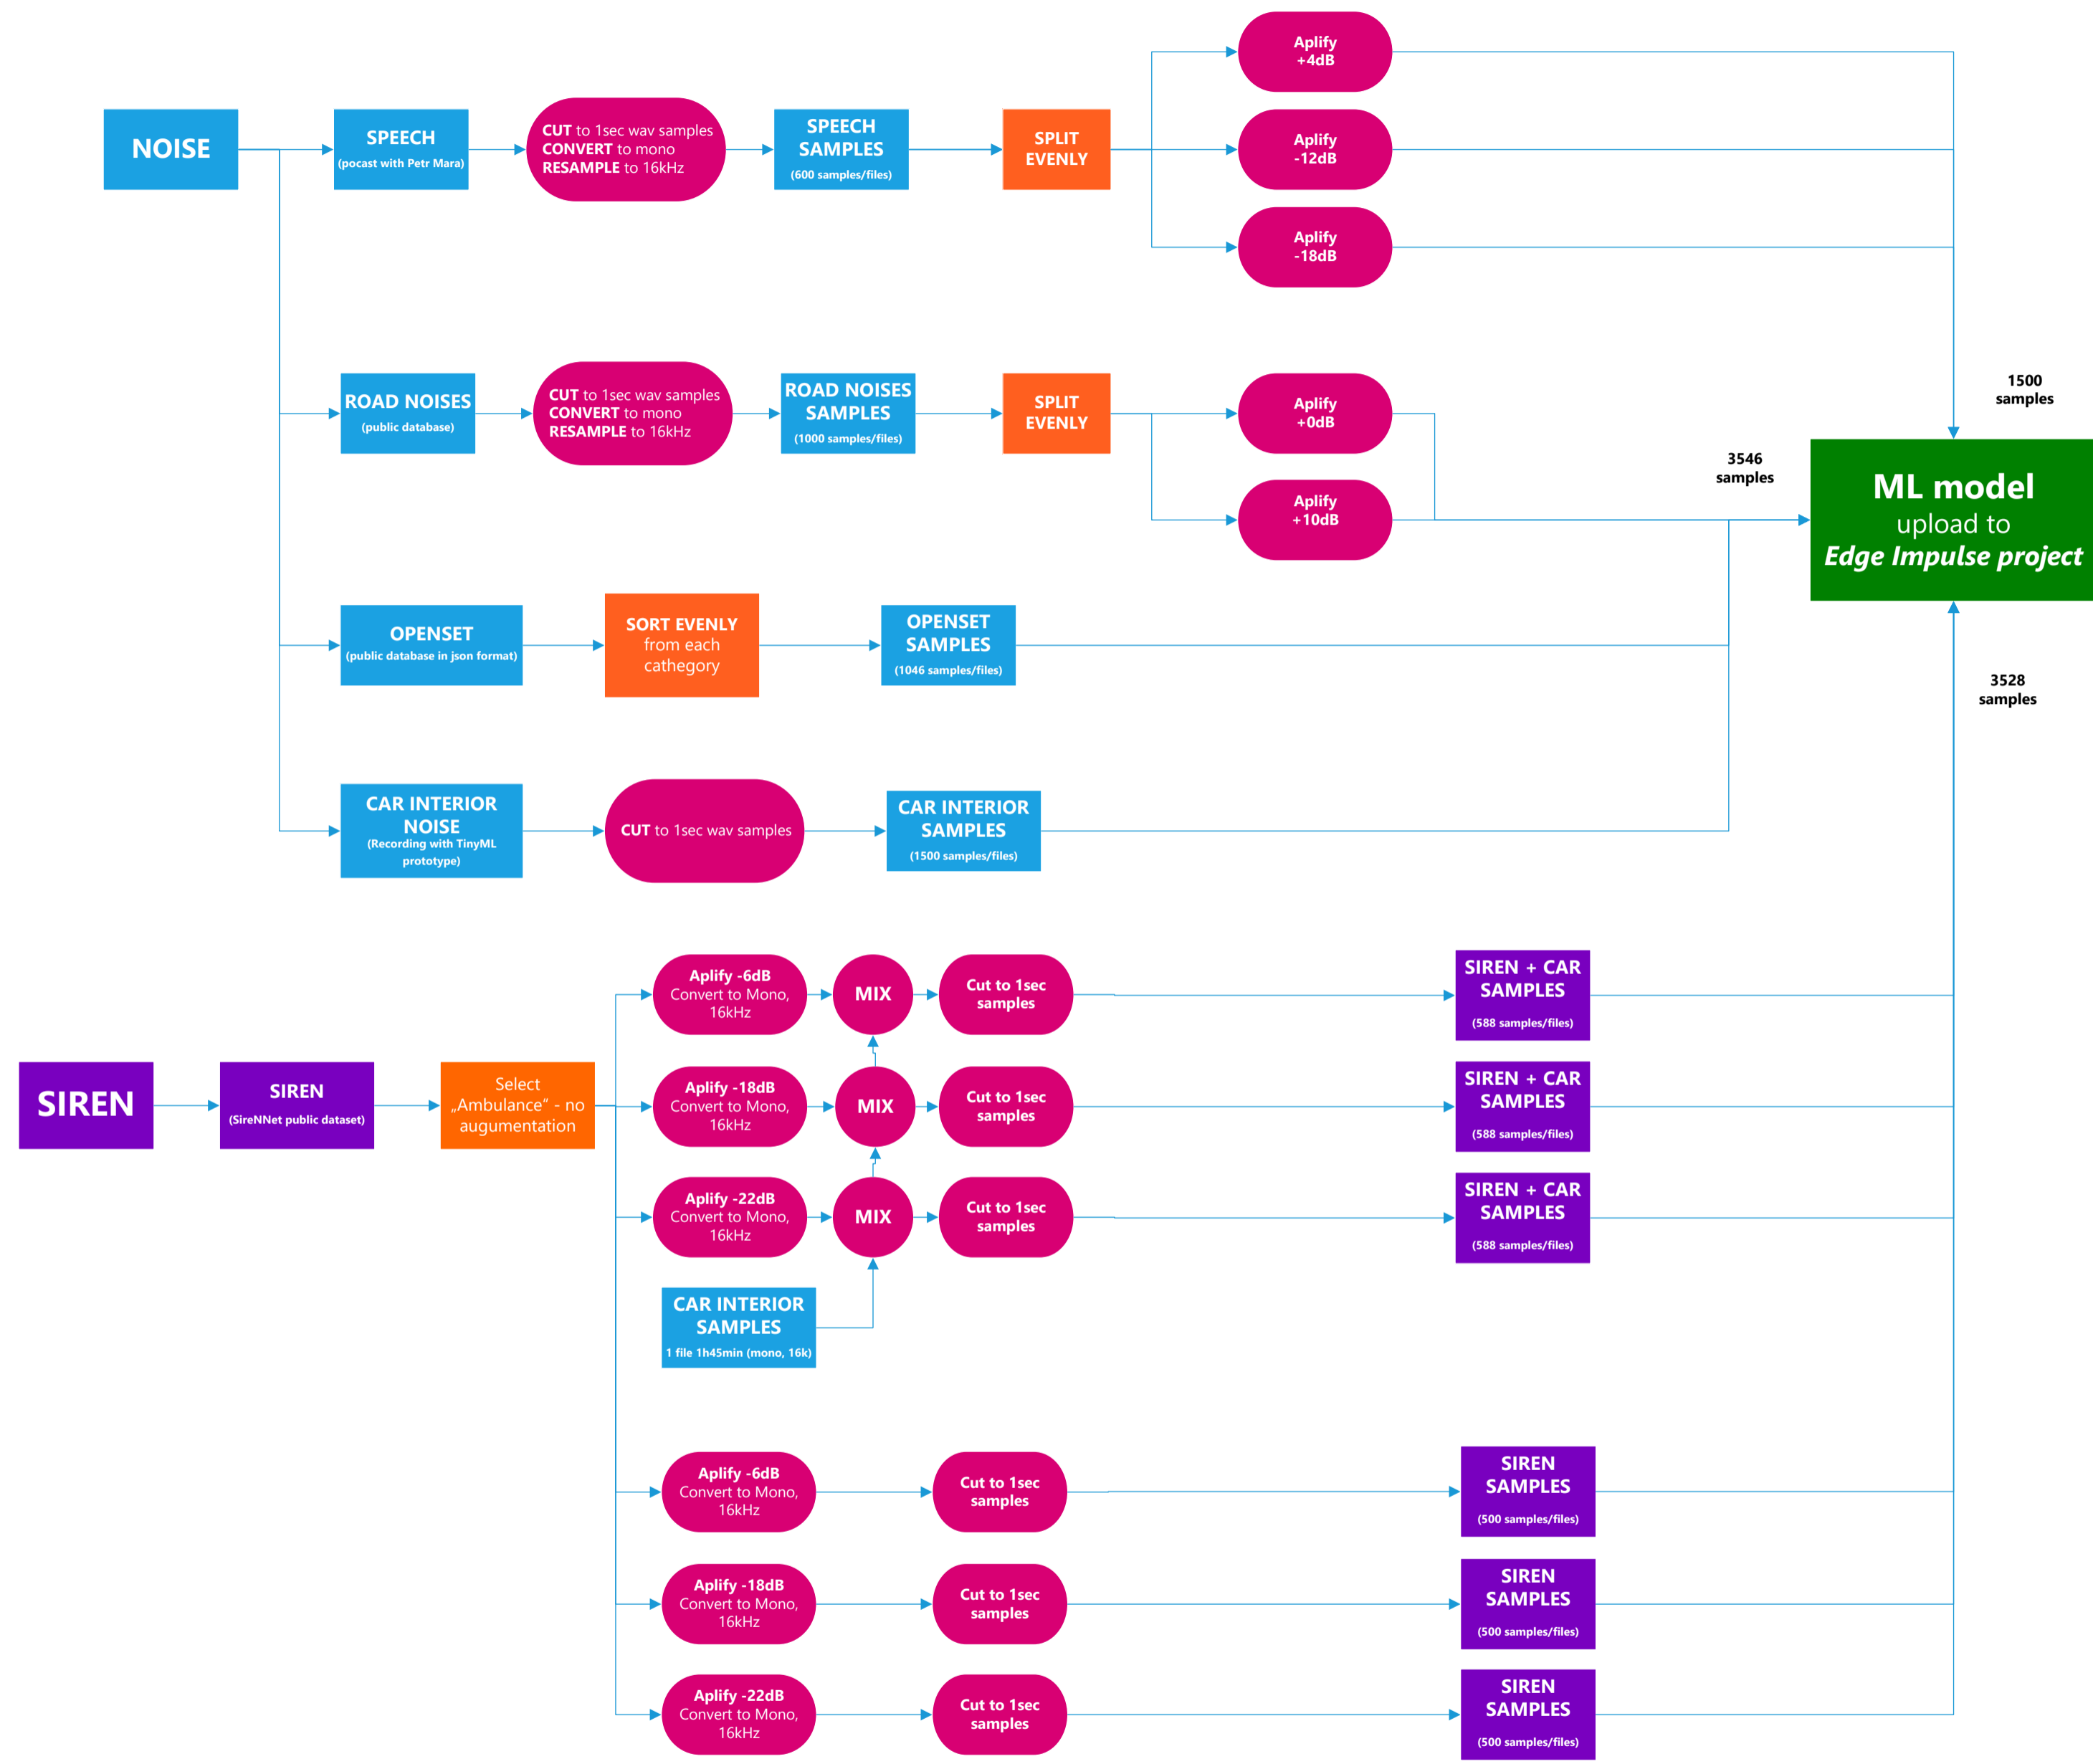 NOISE
SPEECH
(pocast with Petr Mara)
CUT to 1sec wav samples
CONVERT to mono
RESAMPLE to 16kHz
SPEECH
SAMPLES
(600 samples/files)
SPLIT
EVENLY
Aplify
+4dB
Aplify
-12dB
Aplify
-18dB
1500
samples
ROAD NOISES
(public database)
CUT to 1sec wav samples
CONVERT to mono
RESAMPLE to 16kHz
ROAD NOISES
SAMPLES
(1000 samples/files)
SPLIT
EVENLY
Aplify
+0dB
Aplify
+10dB
3546
samples
ML model
upload to
Edge Impulse project
OPENSET
(public database in json format)
SORT EVENLY
from each
cathegory
OPENSET
SAMPLES
(1046 samples/files)
3528
samples
CAR INTERIOR
NOISE
(Recording with TinyML
prototype)
CUT to 1sec wav samples
CAR INTERIOR
SAMPLES
(1500 samples/files)
SIREN
SIREN
(SireNNet public dataset)
Select
„Ambulance“ - no
augumentation
Aplify -6dB
Convert to Mono,
16kHz
MIX
Cut to 1sec
samples
SIREN + CAR
SAMPLES
(588 samples/files)
Aplify -18dB
Convert to Mono,
16kHz
MIX
Cut to 1sec
samples
SIREN + CAR
SAMPLES
(588 samples/files)
Aplify -22dB
Convert to Mono,
16kHz
MIX
Cut to 1sec
samples
SIREN + CAR
SAMPLES
(588 samples/files)
CAR INTERIOR
SAMPLES
1 file 1h45min (mono, 16k)
Aplify -6dB
Convert to Mono,
16kHz
Cut to 1sec
samples
SIREN
SAMPLES
(500 samples/files)
Aplify -18dB
Convert to Mono,
16kHz
Cut to 1sec
samples
SIREN
SAMPLES
(500 samples/files)
Aplify -22dB
Convert to Mono,
16kHz
Cut to 1sec
samples
SIREN
SAMPLES
(500 samples/files)